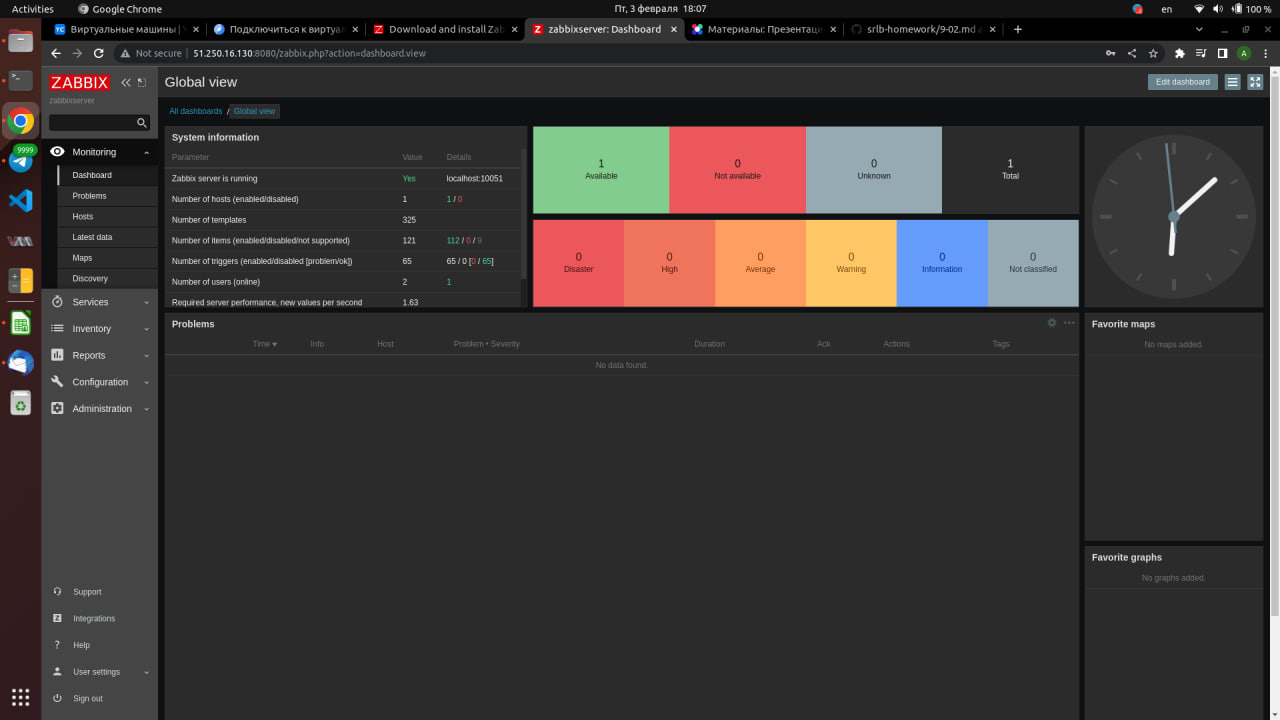 Activities
Google Chrome
Пт, 3 февраля 18:07
en
100 %
Виртуальные машины |
Подключиться к виртуал
Download and install Zab
zabbixserver: Dashboard
Материалы: Презентаци
srlb-homework/9-02.md a
Not secure
51.250.16.130:8080/zabbix.php?action=dashboard.view
A
9999
ZABBIX
zabbixserver
Monitoring
Dashboard
Problems
Hosts
Latest data
Maps
Discovery
Services
Inventory
Reports
Configuration
Administration
Support
Integrations
Help
User settings
Sign out
Global view
Edit dashboard
All dashboards / Global view
System information
Parameter Value Details
Zabbix server is running Yes localhost:10051
Number of hosts (enabled/disabled) 1 1 / 0
Number of templates 325
Number of items (enabled/disabled/not supported) 121 112 / 0 / 9
Number of triggers (enabled/disabled [problem/ok]) 65 65 / 0 [0 / 65]
Number of users (online) 2 1
Required server performance, new values per second 1.63
1
Available
0
Not available
0
Unknown
1
Total
0
Disaster
0
High
0
Average
0
Warning
0
Information
0
Not classified
Problems
Time Info Host Problem • Severity Duration Ack Actions Tags
No data found.
Favorite maps
No maps added.
Favorite graphs
No graphs added.